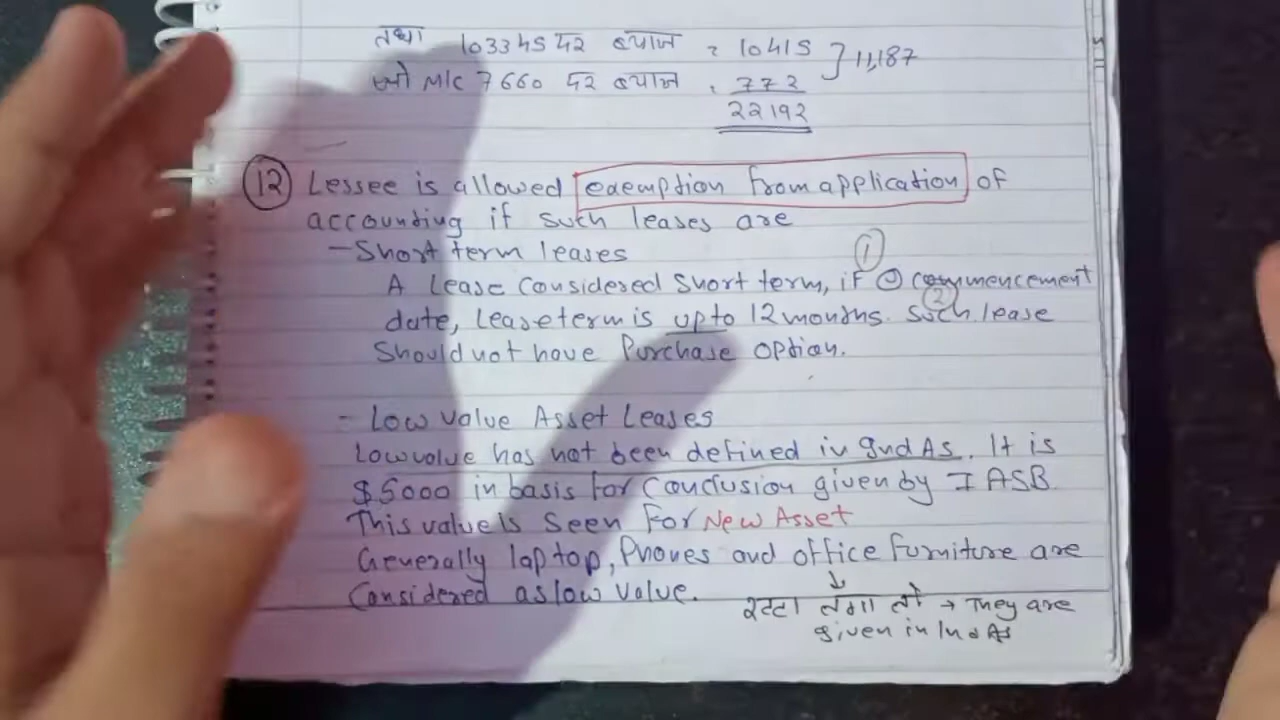 तथा 103345 पर ब्याज = 10415 } 11,187
और M/C 7660 पर ब्याज = 772
22192
12 Lessee is allowed exemption from application of
accounting if such leases are
- Short term leases
1
A Lease considered Short term, if @ commencement
2
date, Lease term is upto 12 months. Such lease
Should not have Purchase option.
- Low value Asset Leases
Low value has not been defined in Ind As. It is
$5000 in basis for Conclusion given by IASB.
This value is Seen For New Asset
Generally laptop, Phones and office furniture are
Considered as low value.
रट्टा लगा लो → They are
given in Ind As